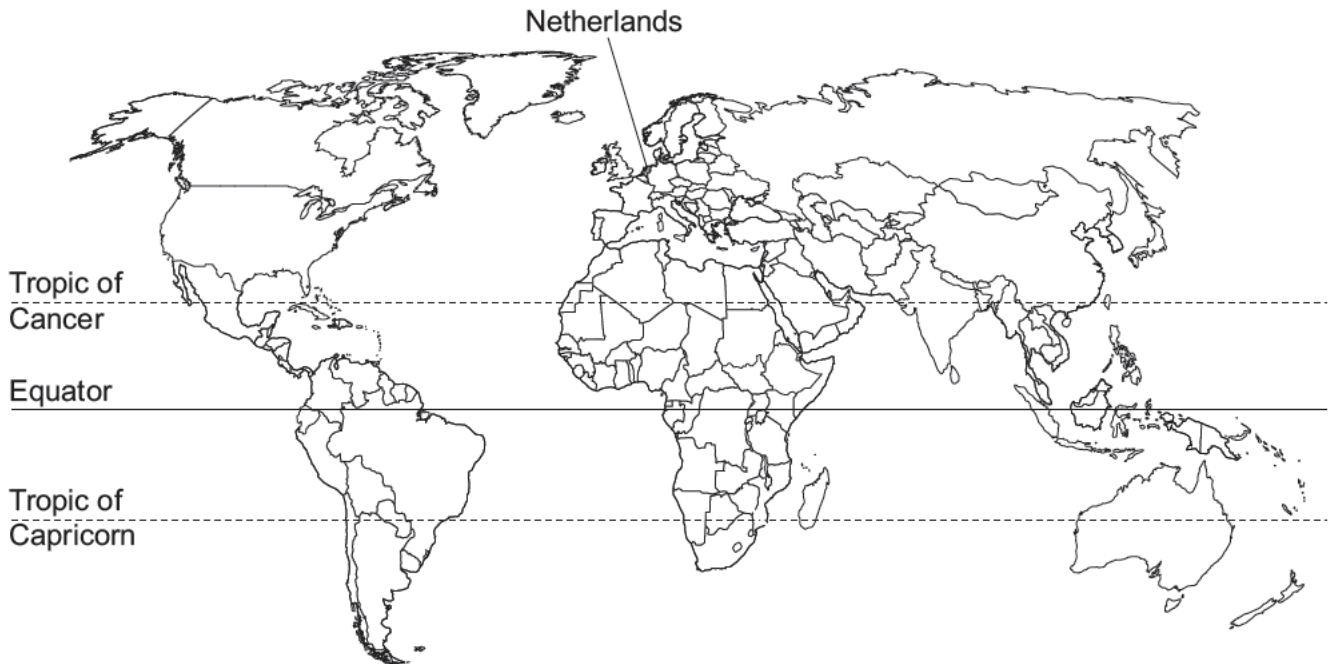 Netherlands
Tropic of
Cancer
Equator
Tropic of
Capricorn